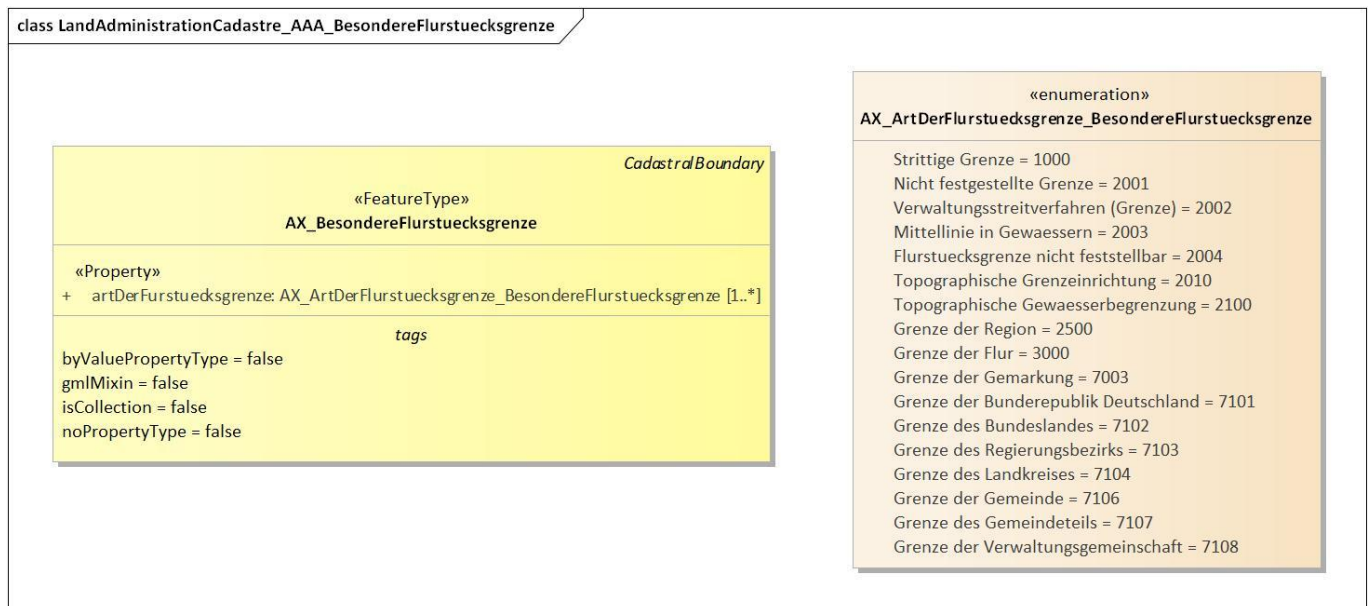 class LandAdministrationCadastre_AAA_BesondereFlurstuecksgrenze
CadastralBoundary
«FeatureType»
AX_BesondereFlurstuecksgrenze
«Property»
+ artDerFurstuecksgrenze: AX_ArtDerFlurstuecksgrenze_BesondereFlurstuecksgrenze [1..*]
tags
byValuePropertyType = false
gmlMixin = false
isCollection = false
noPropertyType = false
«enumeration»
AX_ArtDerFlurstuecksgrenze_BesondereFlurstuecksgrenze
Strittige Grenze = 1000
Nicht festgestellte Grenze = 2001
Verwaltungsstreitverfahren (Grenze) = 2002
Mittellinie in Gewaessern = 2003
Flurstuecksgrenze nicht feststellbar = 2004
Topographische Grenzeinrichtung = 2010
Topographische Gewaesserbegrenzung = 2100
Grenze der Region = 2500
Grenze der Flur = 3000
Grenze der Gemarkung = 7003
Grenze der Bunderepublik Deutschland = 7101
Grenze des Bundeslandes = 7102
Grenze des Regierungsbezirks = 7103
Grenze des Landkreises = 7104
Grenze der Gemeinde = 7106
Grenze des Gemeindeteils = 7107
Grenze der Verwaltungsgemeinschaft = 7108